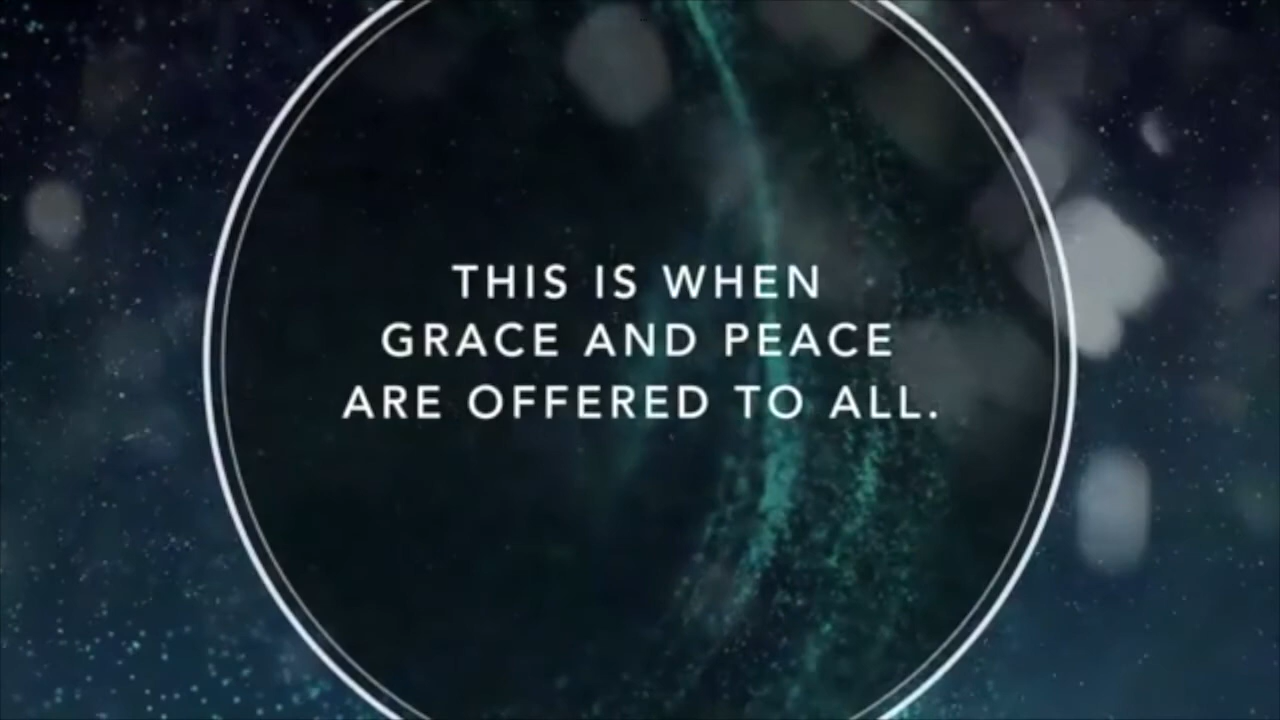 THIS IS WHEN
GRACE AND PEACE
ARE OFFERED TO ALL.